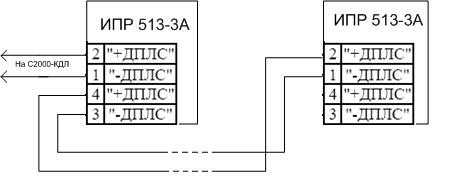 ИПР 513-3А
ИПР 513-3А
На С2000-КДЛ
2 "+ДПЛС"
1 "-ДПЛС"
4 "+ДПЛС"
3 "-ДПЛС"
2 "+ДПЛС"
1 "-ДПЛС"
4 "+ДПЛС"
3 "-ДПЛС"